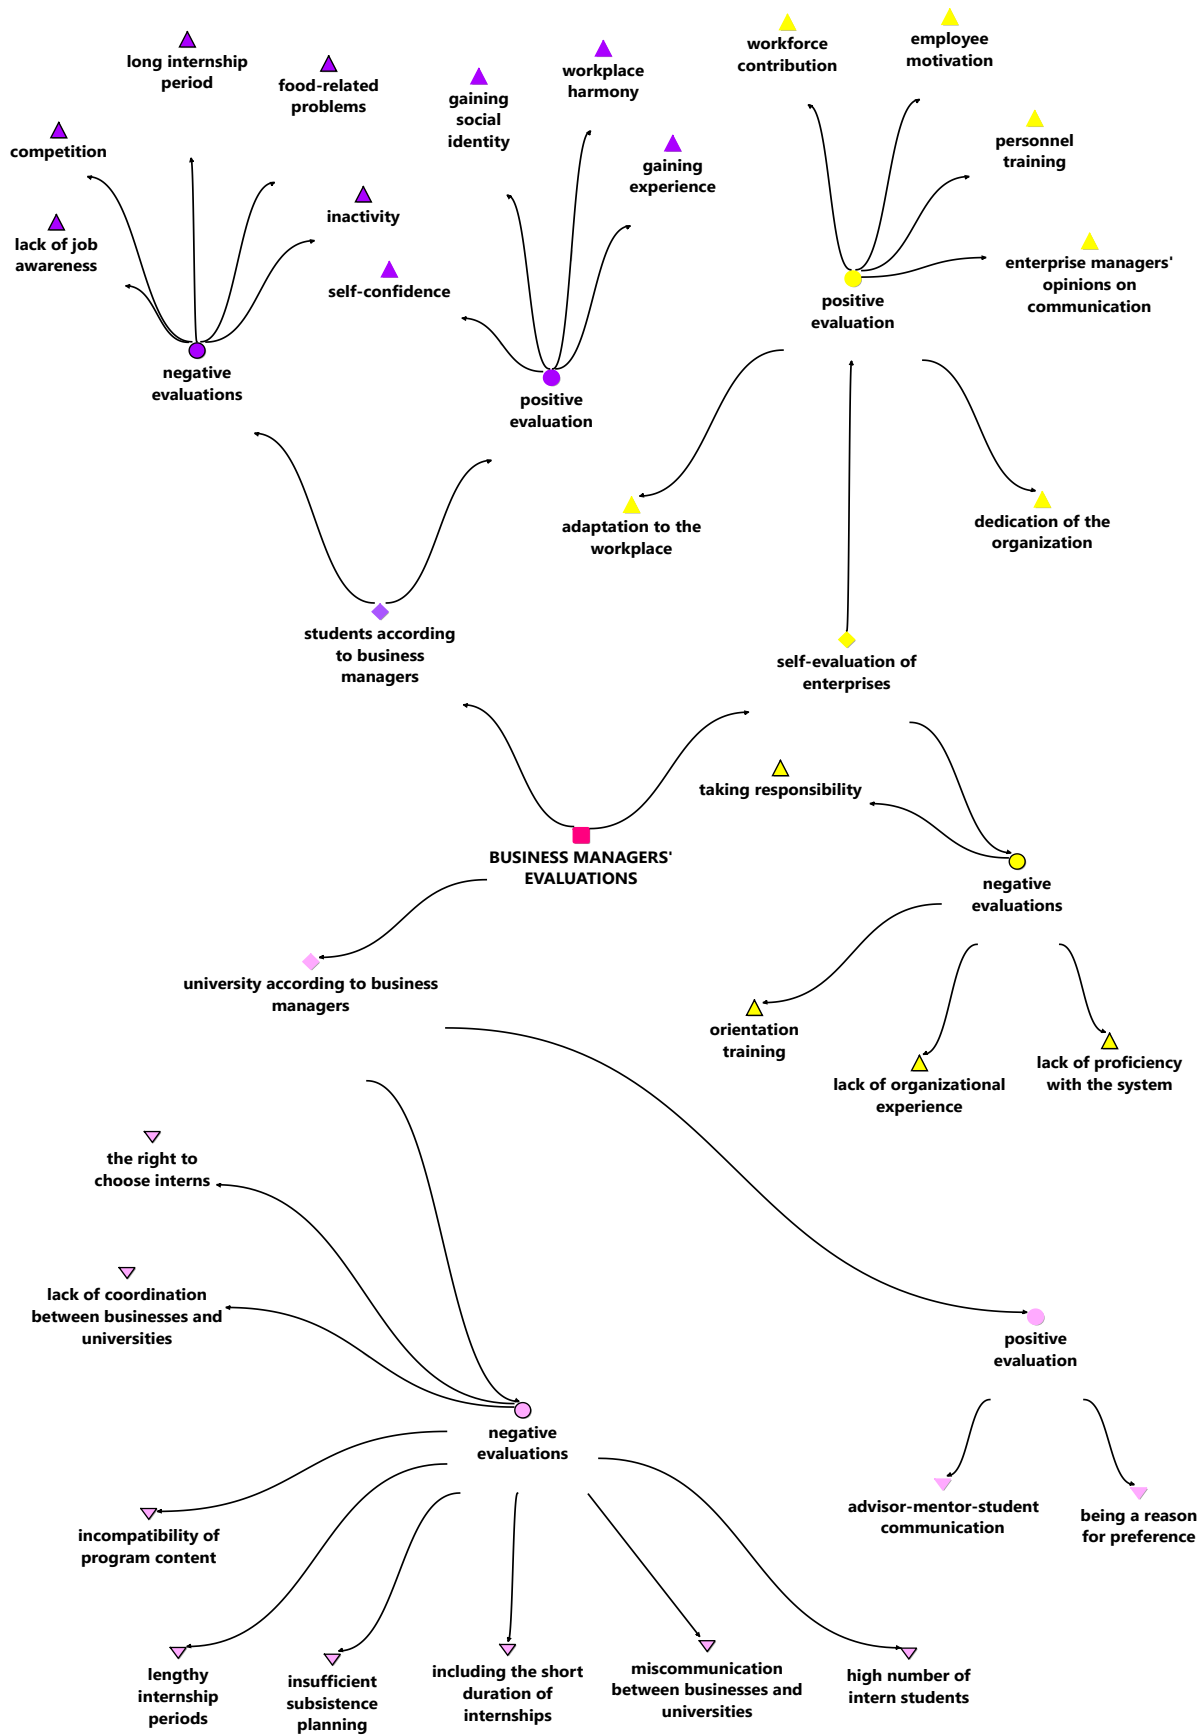 long internship
period
food-related
problems
competition
lack of job
awareness
inactivity
negative
evaluations
gaining
social
identity
workplace
harmony
gaining
experience
self-confidence
positive
evaluation
workforce
contribution
employee
motivation
personnel
training
enterprise managers'
opinions on
communication
positive
evaluation
adaptation to the
workplace
dedication of the
organization
students according
to business
managers
self-evaluation of
enterprises
taking responsibility
BUSINESS MANAGERS'
EVALUATIONS
negative
evaluations
university according to business
managers
orientation
training
lack of organizational
experience
lack of proficiency
with the system
the right to
choose interns
lack of coordination
between businesses and
universities
positive
evaluation
negative
evaluations
advisor-mentor-student
communication
being a reason
for preference
incompatibility of
program content
lengthy
internship
periods
insufficient
subsistence
planning
including the short
duration of
internships
miscommunication
between businesses and
universities
high number of
intern students